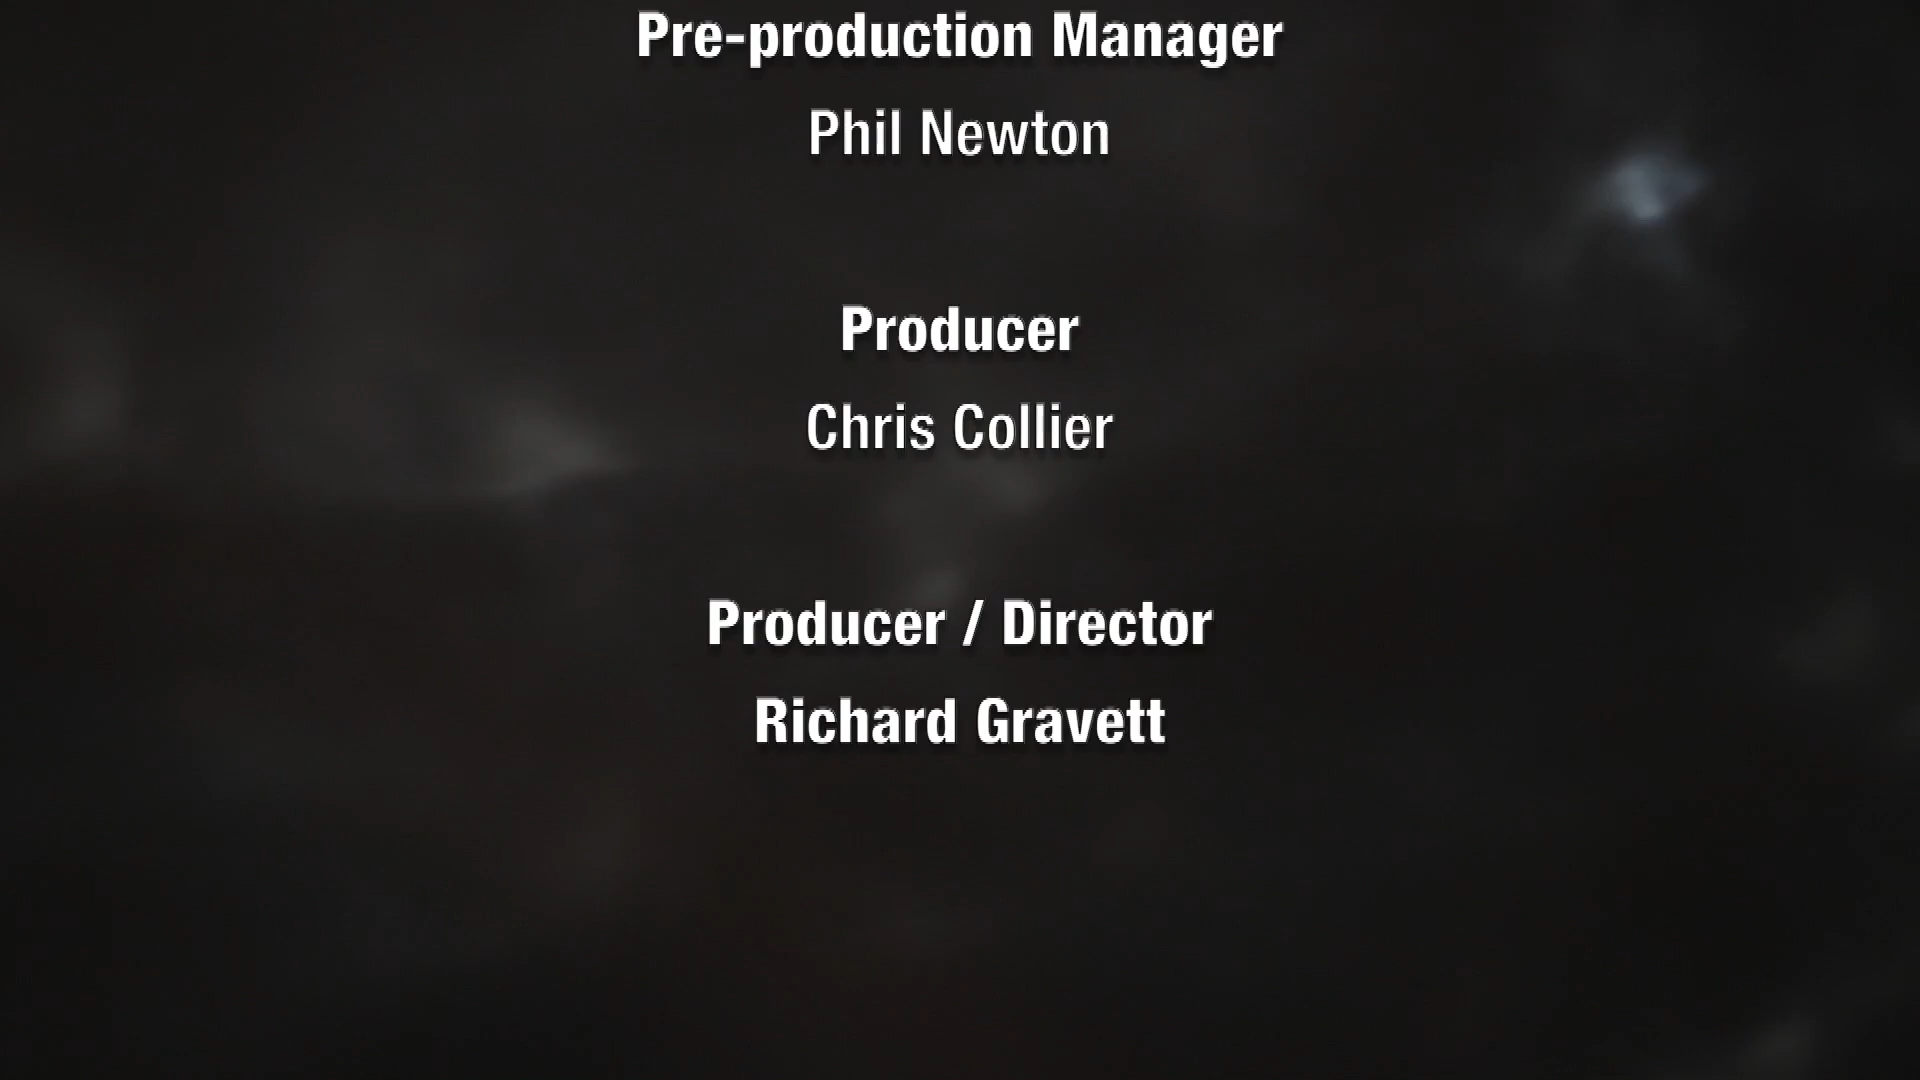 Pre-production Manager
Phil Newton
Producer
Chris Collier
Producer / Director
Richard Gravett